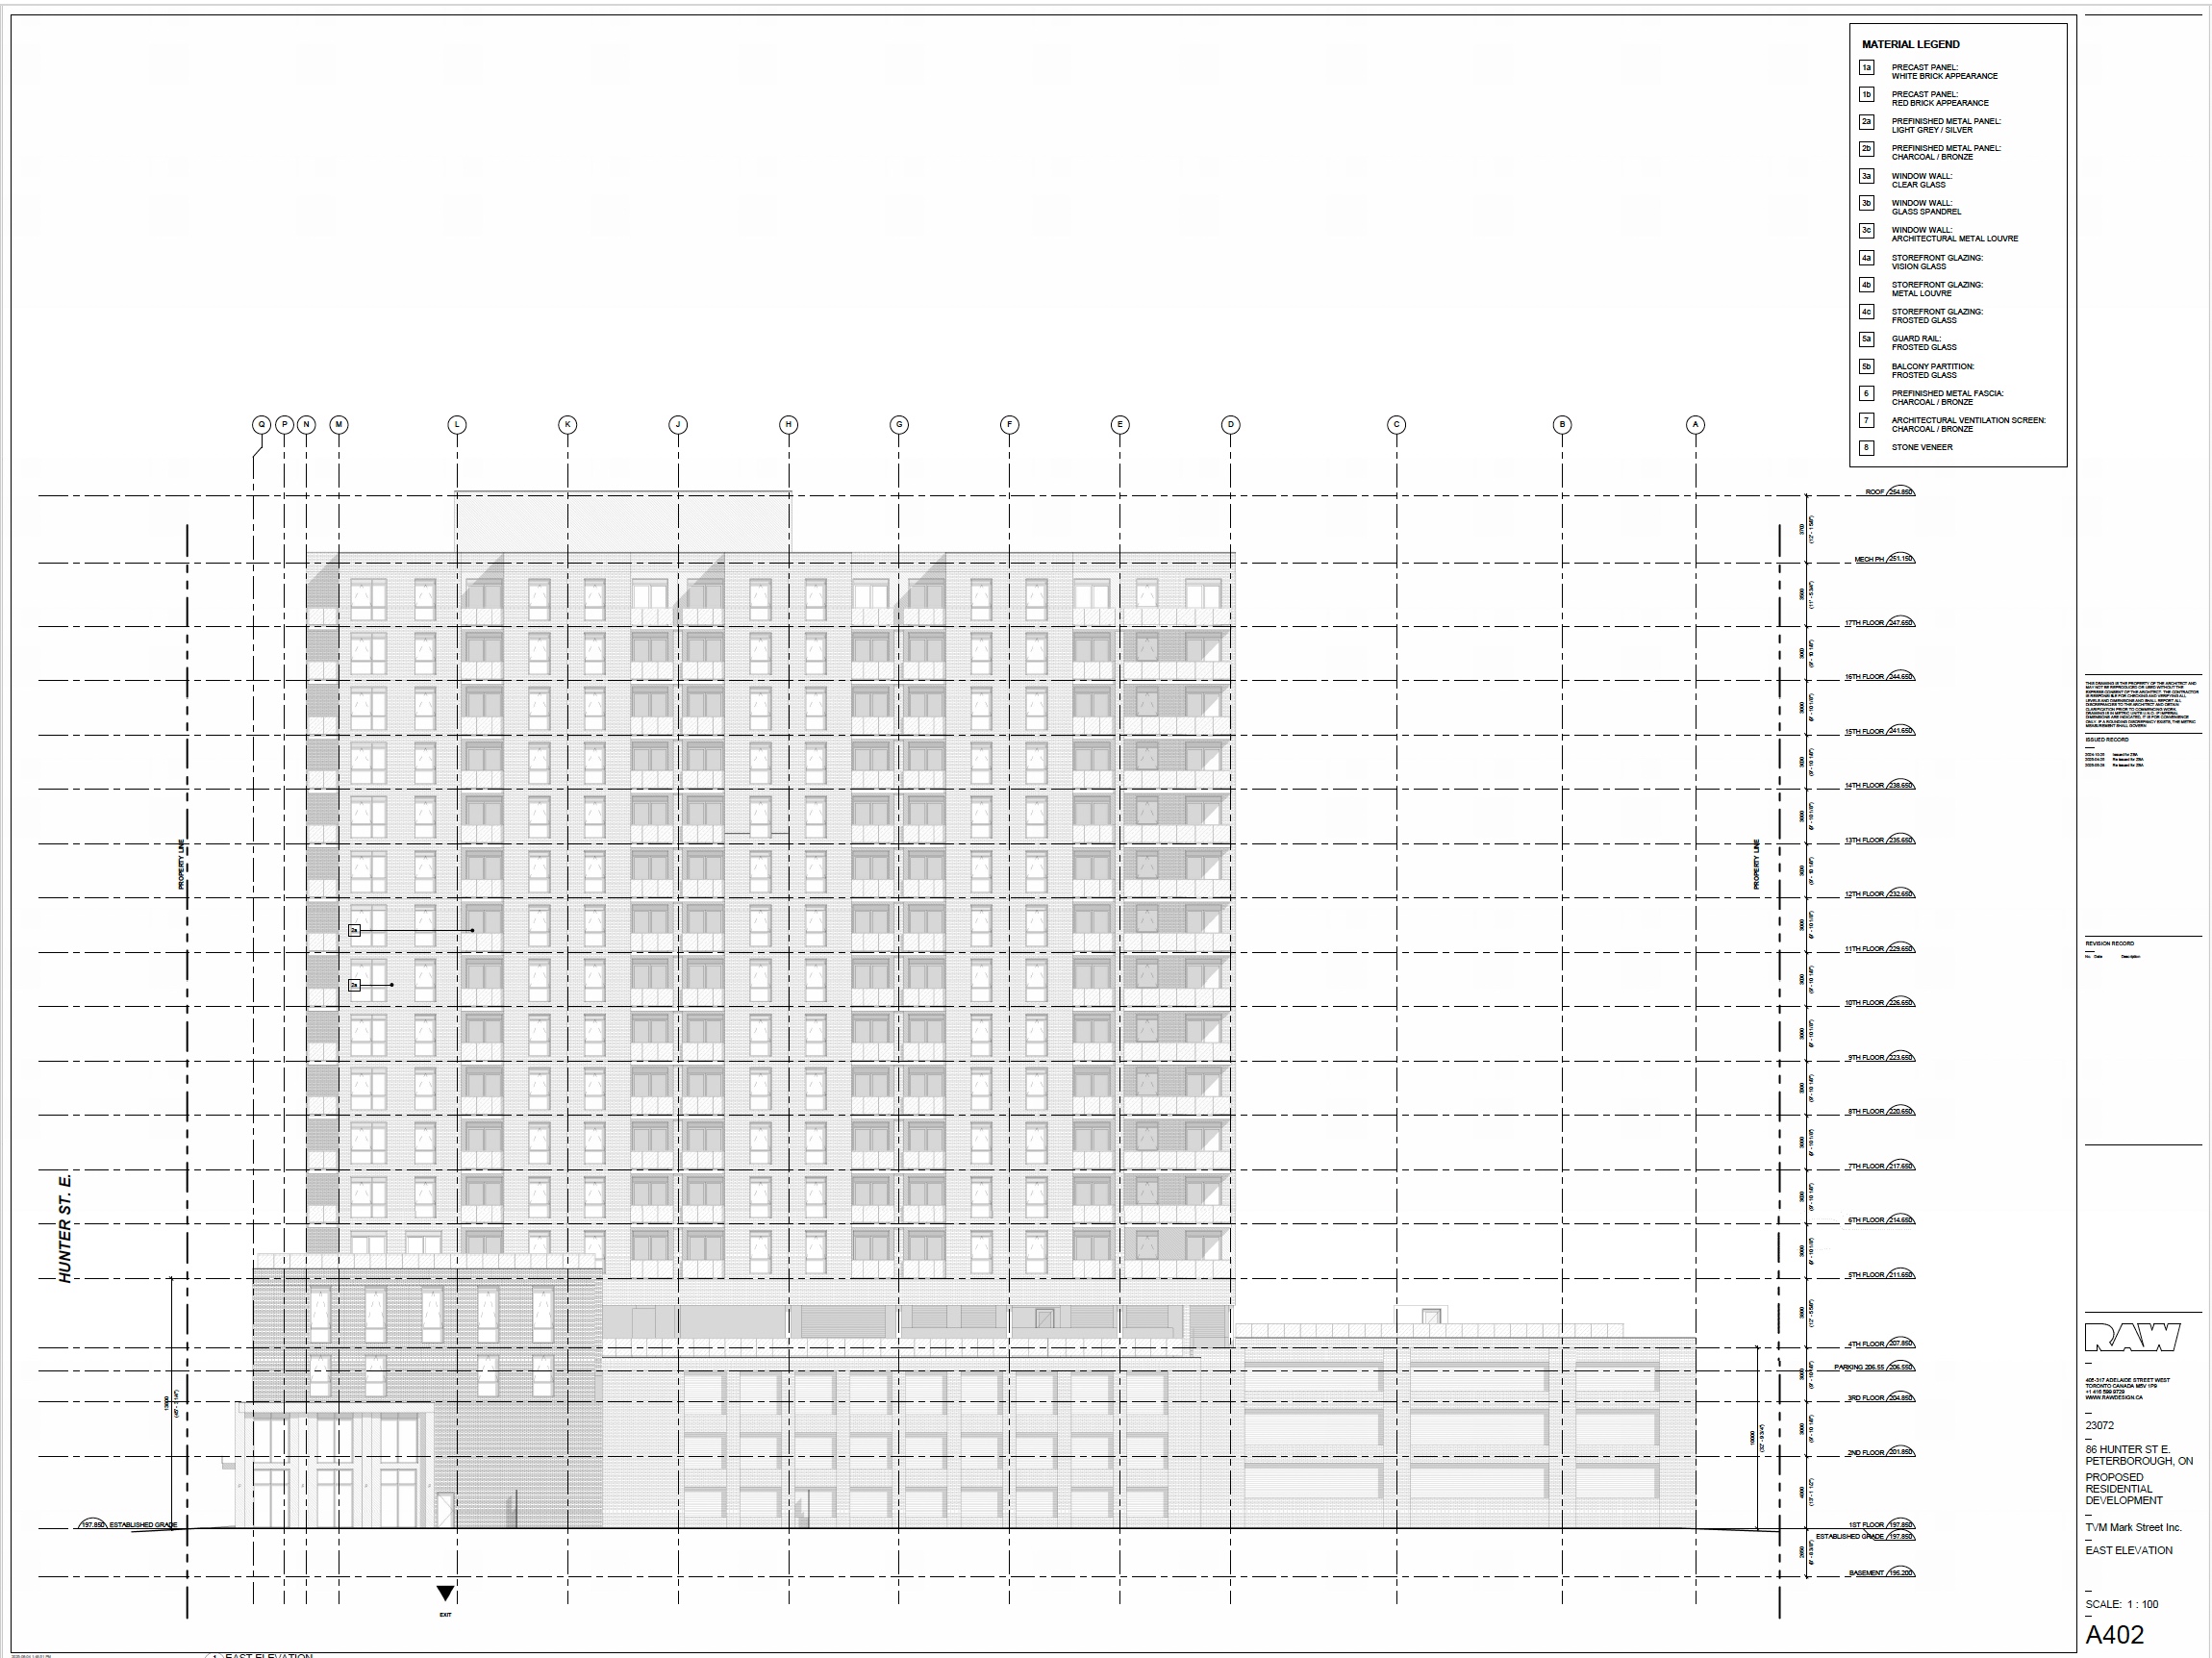 MATERIAL LEGEND
1a PRECAST PANEL:
WHITE BRICK APPEARANCE
1b PRECAST PANEL:
RED BRICK APPEARANCE
2a PREFINISHED METAL PANEL:
LIGHT GREY / SILVER
2b PREFINISHED METAL PANEL:
CHARCOAL / BRONZE
3a WINDOW WALL:
CLEAR GLASS
3b WINDOW WALL:
GLASS SPANDREL
3c WINDOW WALL:
ARCHITECTURAL METAL LOUVRE
4a STOREFRONT GLAZING:
VISION GLASS
4b STOREFRONT GLAZING:
METAL LOUVRE
4c STOREFRONT GLAZING:
FROSTED GLASS
5a GUARD RAIL:
FROSTED GLASS
5b BALCONY PARTITION:
FROSTED GLASS
6 PREFINISHED METAL FASCIA:
CHARCOAL / BRONZE
7 ARCHITECTURAL VENTILATION SCREEN:
CHARCOAL / BRONZE
8 STONE VENEER
Q P N M L K J H G F E D C B A
ROOF 254.850
MECH PH 251.150
17TH FLOOR 247.650
16TH FLOOR 244.650
15TH FLOOR 241.650
14TH FLOOR 238.650
13TH FLOOR 235.650
12TH FLOOR 232.650
11TH FLOOR 229.650
10TH FLOOR 226.650
9TH FLOOR 223.650
8TH FLOOR 220.650
7TH FLOOR 217.650
6TH FLOOR 214.650
5TH FLOOR 211.650
4TH FLOOR 207.850
PARKING 206.55 206.550
3RD FLOOR 204.850
2ND FLOOR 201.850
1ST FLOOR 197.850
ESTABLISHED GRADE 197.850
BASEMENT 195.200
PROPERTY LINE
PROPERTY LINE
2a
2a
HUNTER ST. E.
197.850 ESTABLISHED GRADE
EXIT
1 EAST ELEVATION
ISSUED RECORD
REVISION RECORD
No. Date Description
RAW
405-317 ADELAIDE STREET WEST
TORONTO CANADA M5V 1P9
+1 416 599 9729
WWW.RAWDESIGN.CA
23072
86 HUNTER ST E.
PETERBOROUGH, ON
PROPOSED
RESIDENTIAL
DEVELOPMENT
TVM Mark Street Inc.
EAST ELEVATION
SCALE: 1 : 100
A402